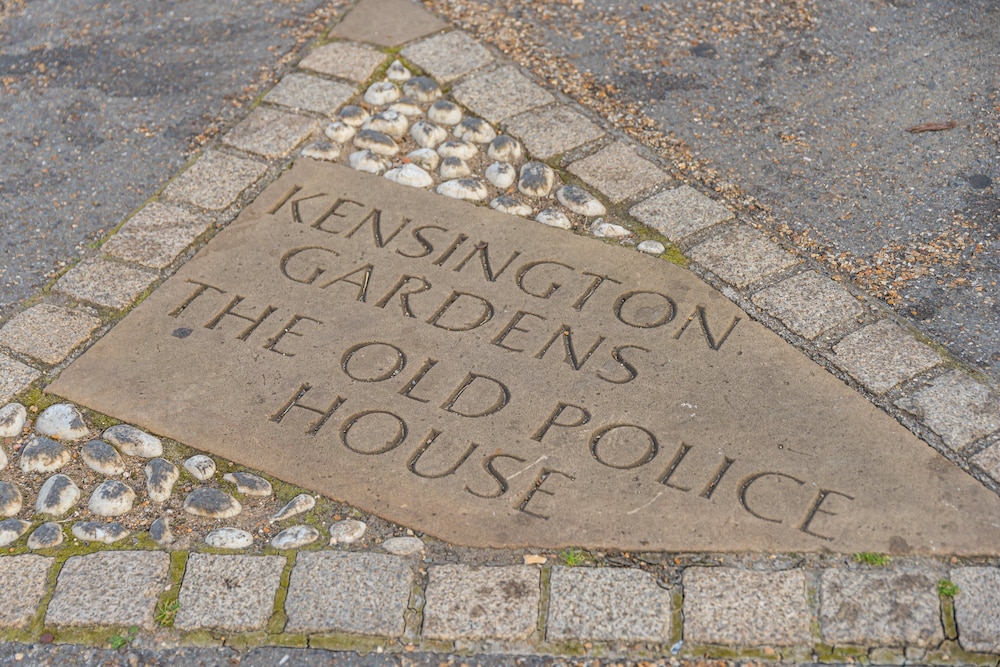 KENSINGTON
GARDENS
THE OLD POLICE
HOUSE